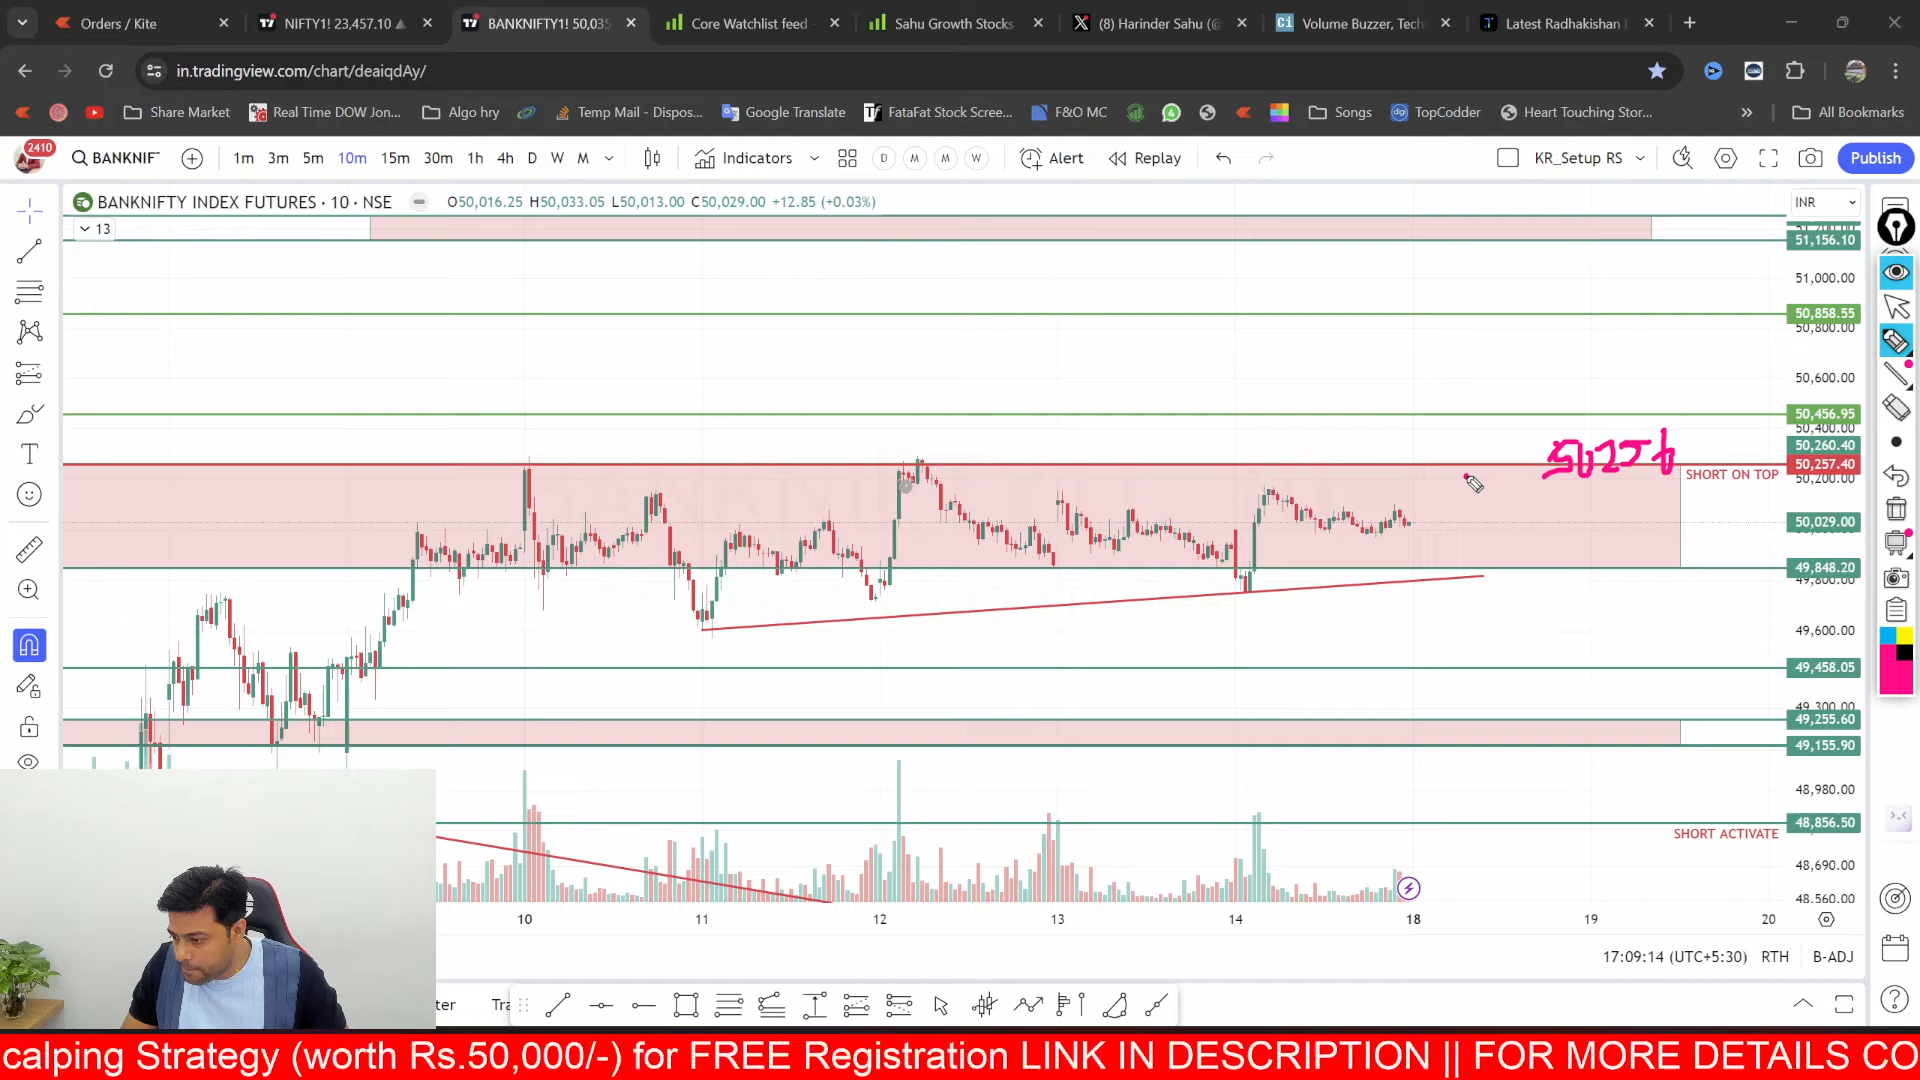 Orders / Kite
NIFTY1! 23,457.10
BANKNIFTY1! 50,035
Core Watchlist feed
Sahu Growth Stocks
(8) Harinder Sahu (@
Volume Buzzer, Tech
Latest Radhakishan
in.tradingview.com/chart/deaiqdAy/
Share Market
Real Time DOW Jon...
Algo hry
Temp Mail - Dispos...
Google Translate
FataFat Stock Scree...
F&O MC
Songs
TopCodder
Heart Touching Stor...
All Bookmarks
2410
BANKNIF
1m 3m 5m 10m 15m 30m 1h 4h D W M
Indicators
D M M W
Alert
Replay
KR_Setup RS
Publish
BANKNIFTY INDEX FUTURES · 10 · NSE
O50,016.25 H50,033.05 L50,013.00 C50,029.00 +12.85 (+0.03%)
INR
13
51,156.10
51,000.00
50,858.55
50,800.00
50,600.00
50,456.95
50,400.00
50,260.40
50256
50,257.40
SHORT ON TOP
50,200.00
50,029.00
49,848.20
49,800.00
49,600.00
49,458.05
49,300.00
49,255.60
49,155.90
48,980.00
48,856.50
SHORT ACTIVATE
48,690.00
48,560.00
10 11 12 13 14 18 19 20
17:09:14 (UTC+5:30) RTH B-ADJ
calping Strategy (worth Rs.50,000/-) for FREE Registration LINK IN DESCRIPTION || FOR MORE DETAILS CO